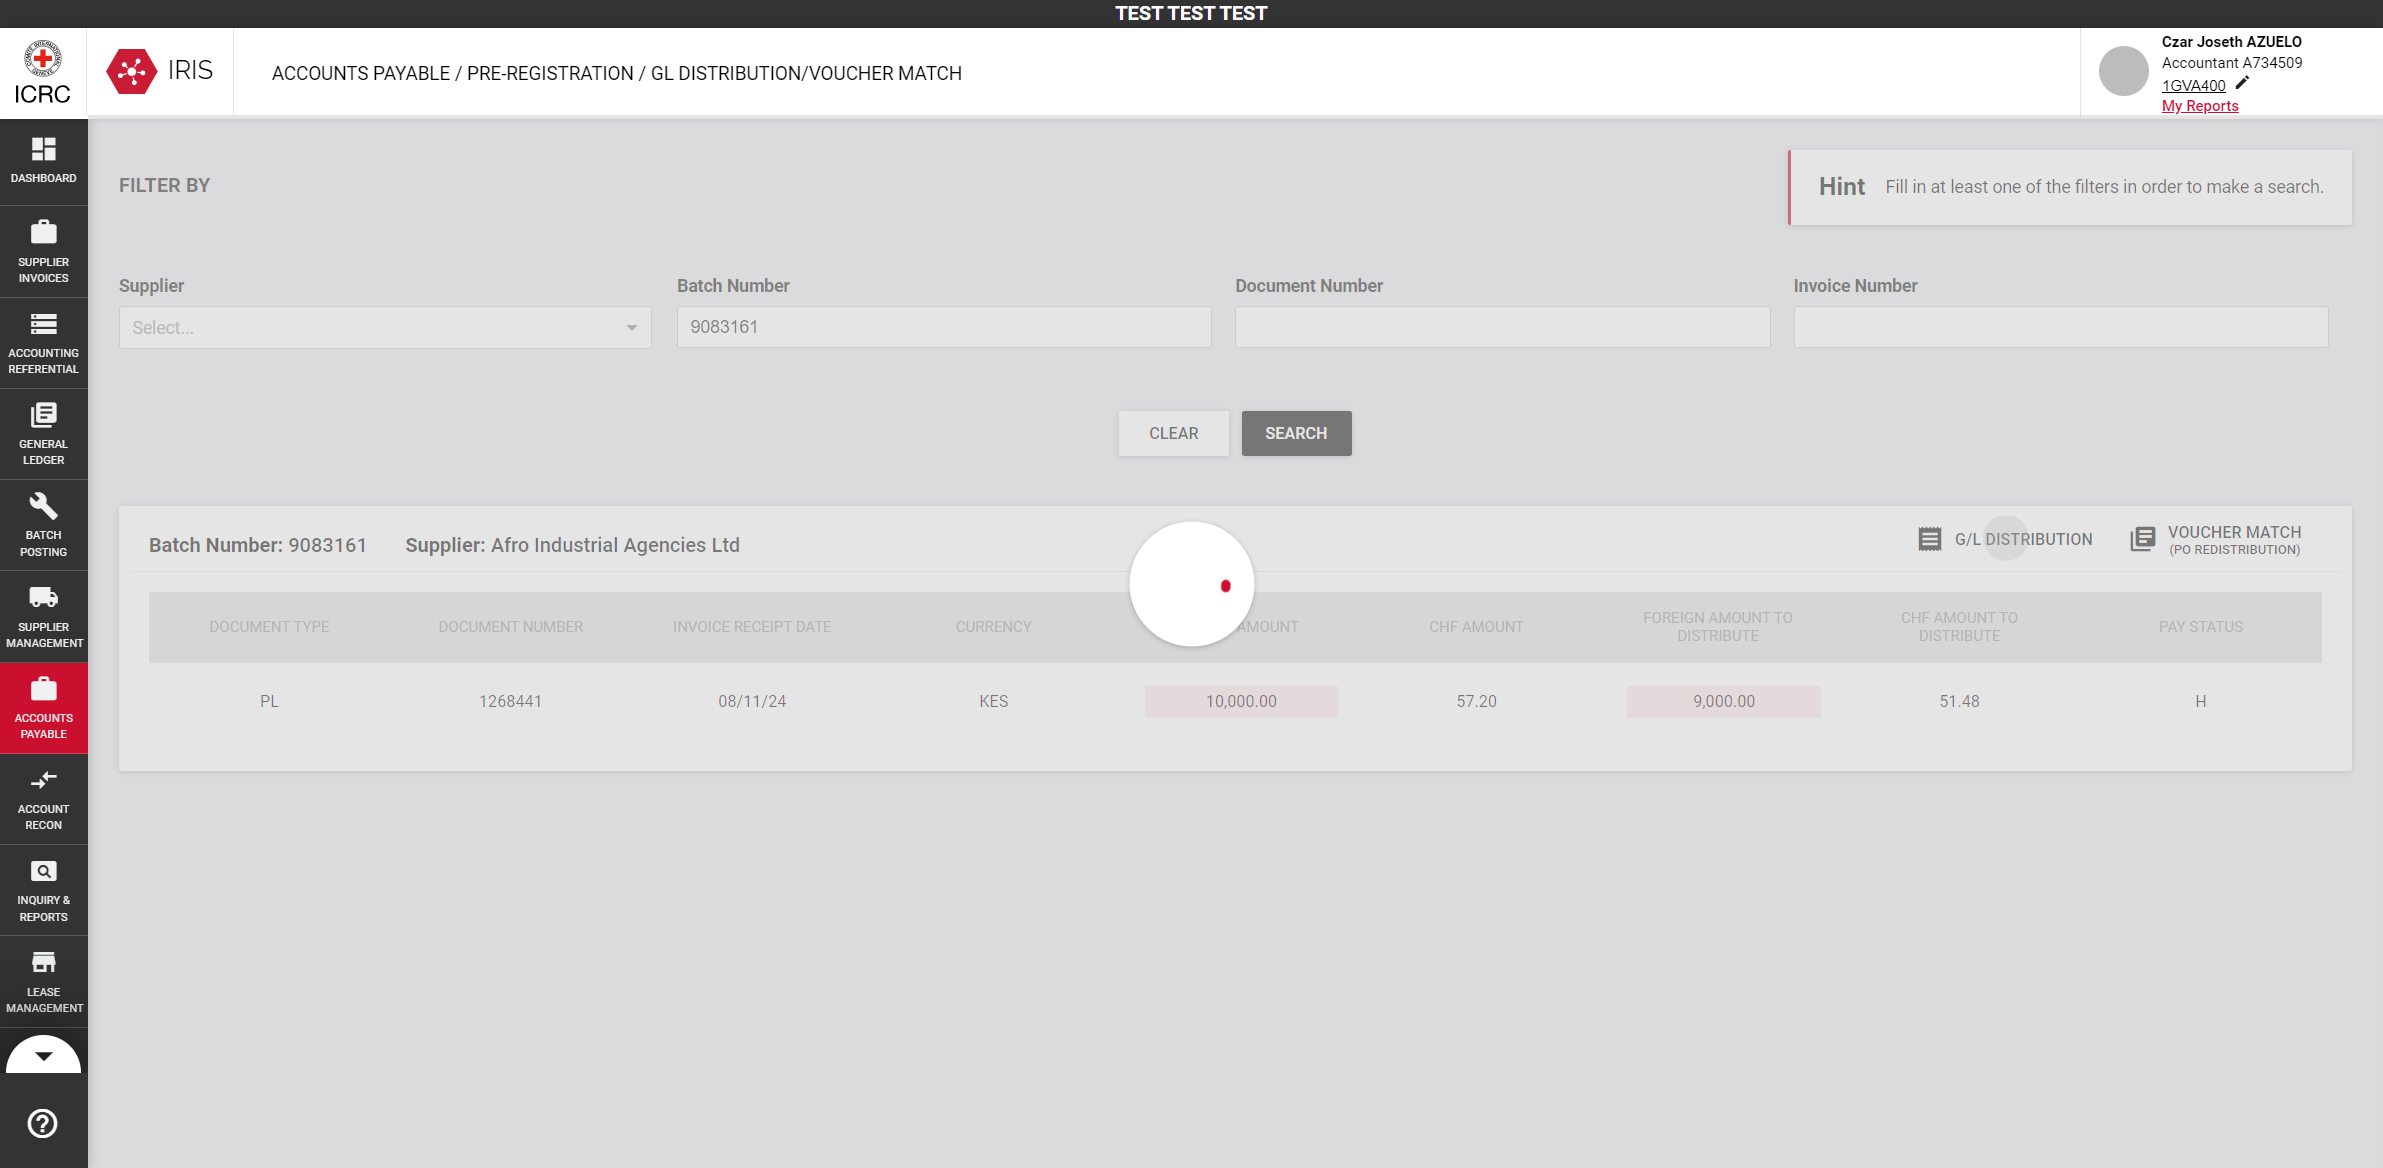 TEST TEST TEST
ICRC
IRIS
ACCOUNTS PAYABLE / PRE-REGISTRATION / GL DISTRIBUTION/VOUCHER MATCH
Czar Joseth AZUELO
Accountant A734509
1GVA400
My Reports
DASHBOARD
SUPPLIER
INVOICES
ACCOUNTING
REFERENTIAL
GENERAL
LEDGER
BATCH
POSTING
SUPPLIER
MANAGEMENT
ACCOUNTS
PAYABLE
ACCOUNT
RECON
INQUIRY &
REPORTS
LEASE
MANAGEMENT
FILTER BY
Hint Fill in at least one of the filters in order to make a search.
Supplier Batch Number Document Number Invoice Number
Select... 9083161
CLEAR SEARCH
Batch Number: 9083161 Supplier: Afro Industrial Agencies Ltd G/L DISTRIBUTION VOUCHER MATCH
(PO REDISTRIBUTION)
DOCUMENT TYPE DOCUMENT NUMBER INVOICE RECEIPT DATE CURRENCY AMOUNT CHF AMOUNT FOREIGN AMOUNT TO DISTRIBUTE CHF AMOUNT TO DISTRIBUTE PAY STATUS
PL 1268441 08/11/24 KES 10,000.00 57.20 9,000.00 51.48 H